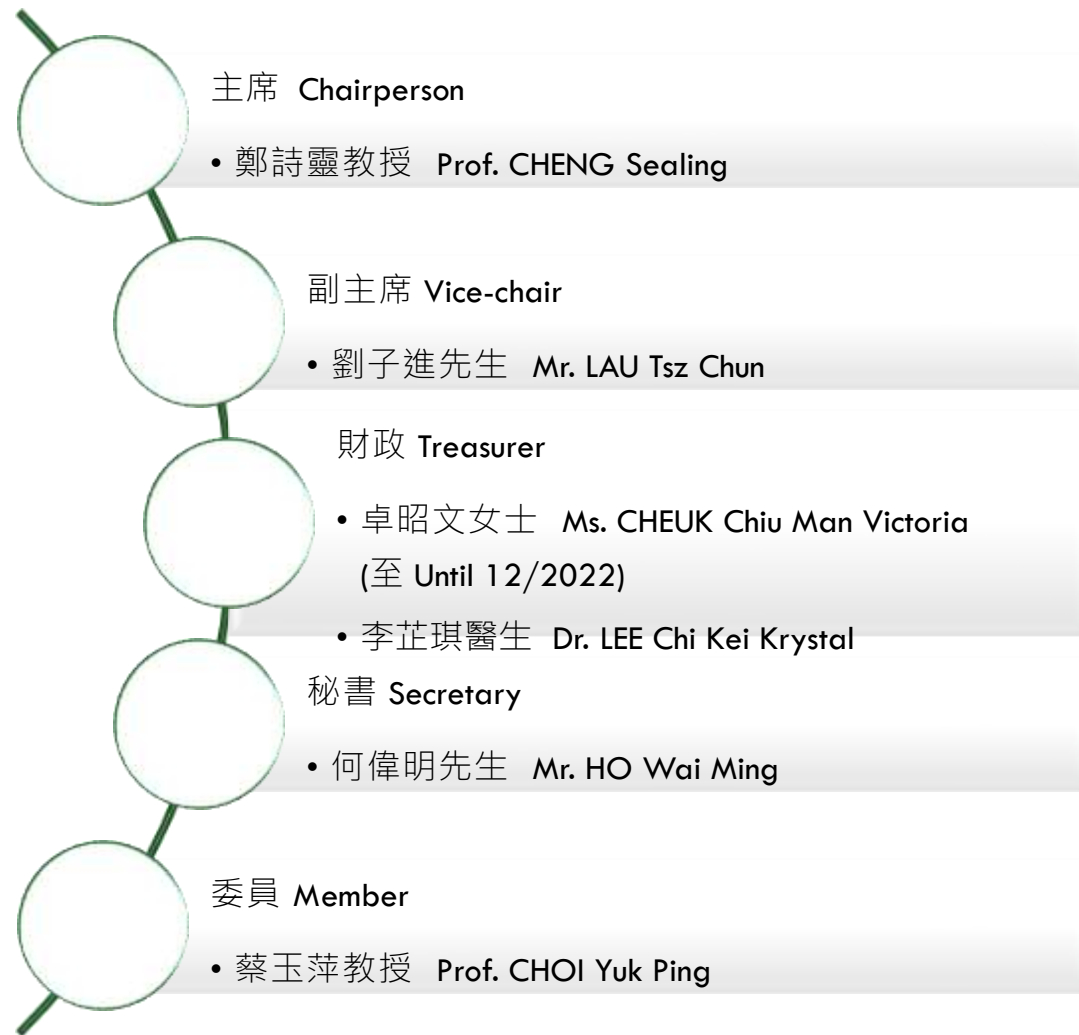 主席 Chairperson
• 鄭詩靈教授 Prof. CHENG Sealing
副主席 Vice-chair
• 劉子進先生 Mr. LAU Tsz Chun
財政 Treasurer
• 卓昭文女士 Ms. CHEUK Chiu Man Victoria
(至 Until 12/2022)
• 李芷琪醫生 Dr. LEE Chi Kei Krystal
秘書 Secretary
• 何偉明先生 Mr. HO Wai Ming
委員 Member
• 蔡玉萍教授 Prof. CHOI Yuk Ping